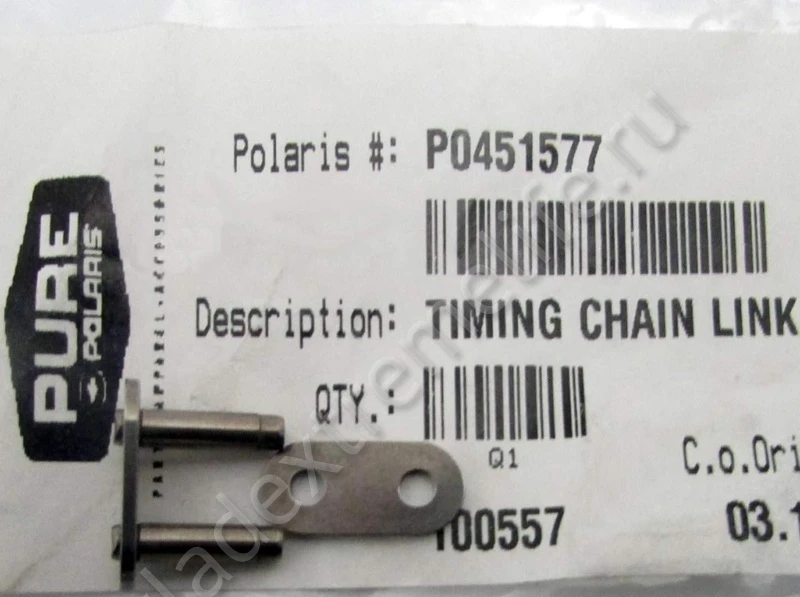 Polaris #: P0451577
Description: TIMING CHAIN LINK
QTY.:
Q1
C.o.Ori
100557
03.1
PURE
POLARIS